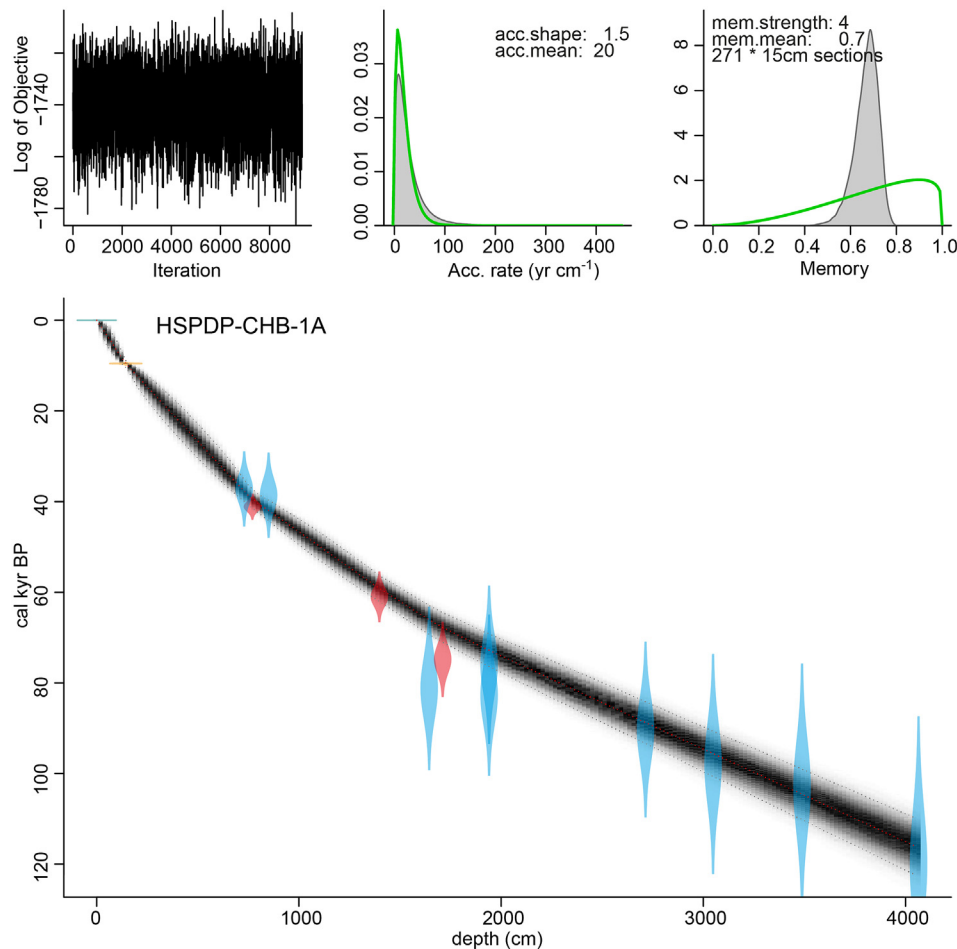 Log of Objective
−1740
−1780
0 2000 4000 6000 8000
Iteration
acc.shape: 1.5
acc.mean: 20
0.00 0.01 0.02 0.03
0 100 200 300 400
Acc. rate (yr cm⁻¹)
mem.strength: 4
mem.mean: 0.7
271 * 15cm sections
0 2 4 6 8
0.0 0.2 0.4 0.6 0.8 1.0
Memory
HSPDP-CHB-1A
cal kyr BP
0
20
40
60
80
100
120
0 1000 2000 3000 4000
depth (cm)